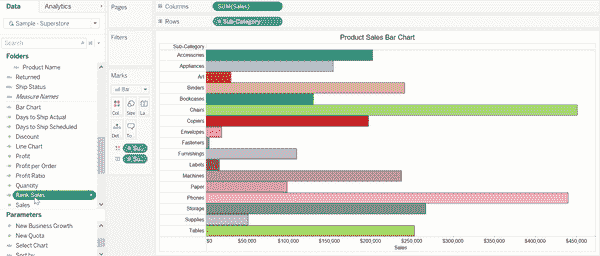 Data
Analytics
Pages
Columns
SUM(Sales)
Rows
Sub-Category
Sample - Superstore
Filters
Search
Folders
Product Name
Returned
Ship Status
Measure Names
Bar Chart
Days to Ship Actual
Days to Ship Scheduled
Discount
Line Chart
Profit
Profit per Order
Profit Ratio
Quantity
Rank Sales
Sales
Parameters
New Business Growth
New Quota
Select Chart
Sort by
Marks
Bar
Col..
Size
La..
Det..
To..
Su..
Su..
Product Sales Bar Chart
Sub-Category
Accessories
Appliances
Art
Binders
Bookcases
Chairs
Copiers
Envelopes
Fasteners
Furnishings
Labels
Machines
Paper
Phones
Storage
Supplies
Tables
$0 $50,000 $100,000 $150,000 $200,000 $250,000 $300,000 $350,000 $400,000 $450,000
Sales